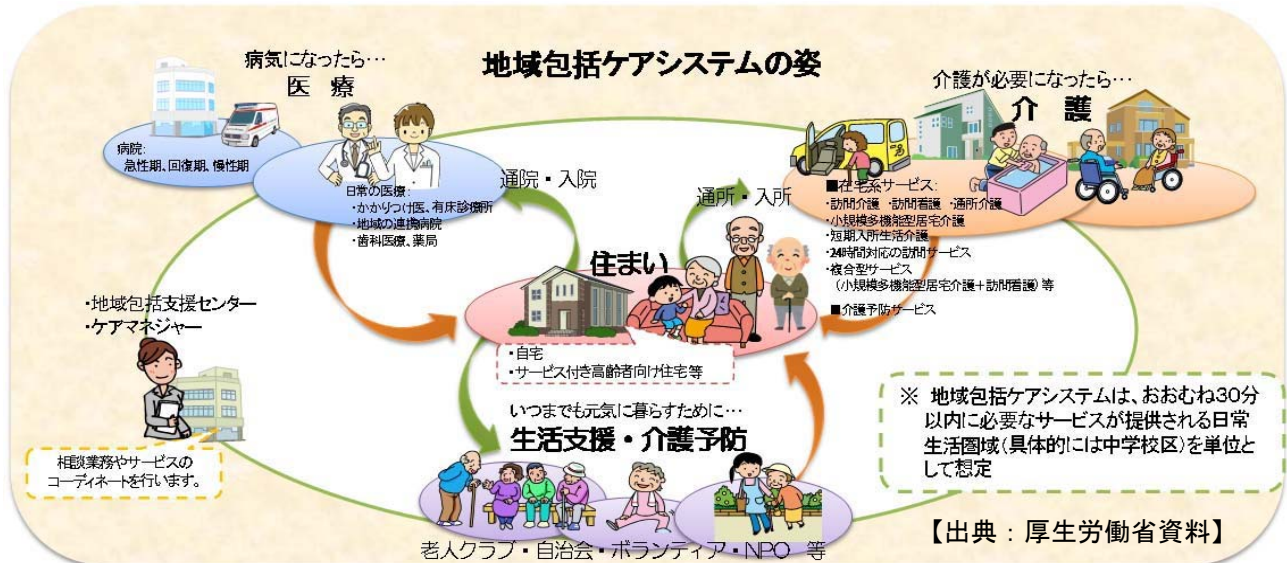 地域包括ケアシステムの姿
病気になったら…
医 療
病院:
急性期、回復期、慢性期
日常の医療:
・かかりつけ医、有床診療所
・地域の連携病院
・歯科医療、薬局
通院・入院
介護が必要になったら…
介 護
通所・入所
■在宅系サービス:
・訪問介護 ・訪問看護 ・通所介護
・小規模多機能型居宅介護
・短期入所生活介護
・24時間対応の訪問サービス
・複合型サービス
(小規模多機能型居宅介護+訪問看護)等
■介護予防サービス
住まい
・自宅
・サービス付き高齢者向け住宅等
・地域包括支援センター
・ケアマネジャー
相談業務やサービスの
コーディネートを行います。
いつまでも元気に暮らすために…
生活支援・介護予防
老人クラブ・自治会・ボランティア・NPO 等
※ 地域包括ケアシステムは、おおむね30分
以内に必要なサービスが提供される日常
生活圏域(具体的には中学校区)を単位と
して想定
【出典:厚生労働省資料】